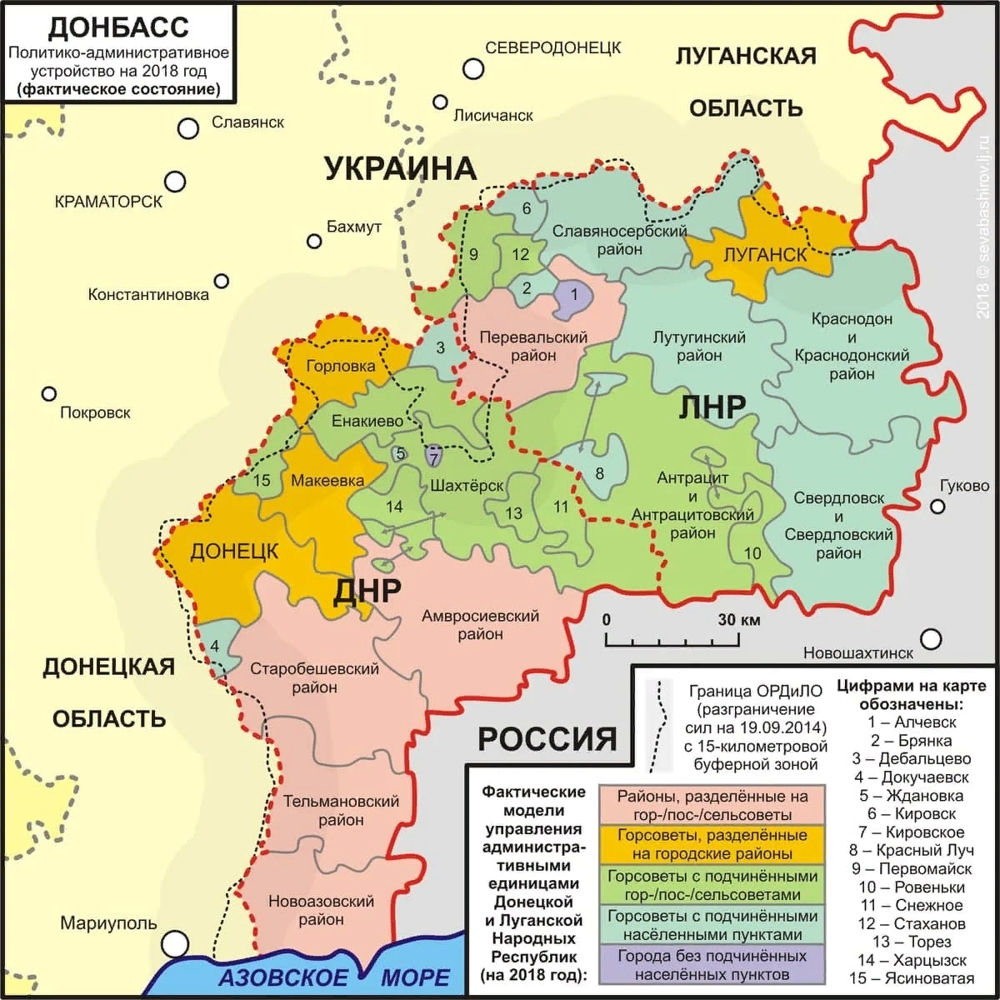 ДОНБАСС
Политико-административное
устройство на 2018 год
(фактическое состояние)
СЕВЕРОДОНЕЦК
Лисичанск
ЛУГАНСКАЯ
ОБЛАСТЬ
Славянск
УКРАИНА
КРАМАТОРСК
Бахмут
Константиновка
2018 © sevabashirov.lj.ru
6
Славяносербский
район
9
12
ЛУГАНСК
2
1
Краснодон
и
Краснодонский
район
Перевальский
район
Лутугинский
район
3
Горловка
Покровск
Енакиево
ЛНР
5
7
15
Макеевка
Шахтёрск
8
14
13
11
Антрацит
и
Антрацитовский
район
Свердловск
и
Свердловский
район
Гуково
10
ДОНЕЦК
ДНР
Амвросиевский
район
0
30 км
4
Новошахтинск
ДОНЕЦКАЯ
ОБЛАСТЬ
Старобешевский
район
РОССИЯ
Тельмановский
район
Новоазовский
район
Мариуполь
АЗОВСКОЕ МОРЕ
Граница ОРДиЛО
(разграничение
сил на 19.09.2014)
с 15-километровой
буферной зоной
Фактические
модели
управления
администра-
тивными
единицами
Донецкой
и Луганской
Народных
Республик
(на 2018 год):
Районы, разделённые на
гор-/пос-/сельсоветы
Горсоветы, разделённые
на городские районы
Горсоветы с подчинёнными
гор-/пос-/сельсоветами
Горсоветы с подчинёнными
насёленными пунктами
Города без подчинённых
населённых пунктов
Цифрами на карте
обозначены:
1 – Алчевск
2 – Брянка
3 – Дебальцево
4 – Докучаевск
5 – Ждановка
6 – Кировск
7 – Кировское
8 – Красный Луч
9 – Первомайск
10 – Ровеньки
11 – Снежное
12 – Стаханов
13 – Торез
14 – Харцызск
15 – Ясиноватая